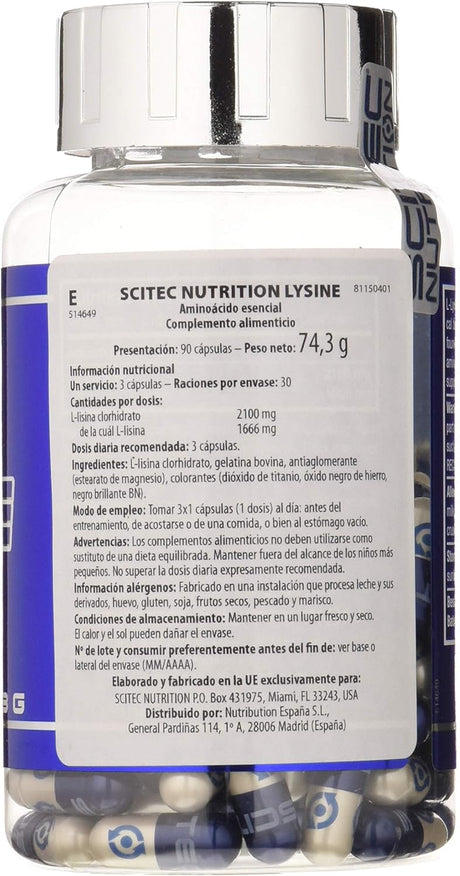 E SCITEC NUTRITION LYSINE 81150401
514649 Aminoácido esencial
Complemento alimenticio
Presentación: 90 cápsulas – Peso neto: 74,3 g
Información nutricional
Un servicio: 3 cápsulas – Raciones por envase: 30
Cantidades por dosis:
L-lisina clorhidrato 2100 mg
de la cuál L-lisina 1666 mg
Dosis diaria recomendada: 3 cápsulas.
Ingredientes: L-lisina clorhidrato, gelatina bovina, antiaglomerante
(estearato de magnesio), colorantes (dióxido de titanio, óxido negro de hierro,
negro brillante BN).
Modo de empleo: Tomar 3x1 cápsulas (1 dosis) al día: antes del
entrenamiento, de acostarse o de una comida, o bien al estómago vacío.
Advertencias: Los complementos alimenticios no deben utilizarse como
sustituto de una dieta equilibrada. Mantener fuera del alcance de los niños más
pequeños. No superar la dosis diaria expresamente recomendada.
Información alérgenos: Fabricado en una instalación que procesa leche y sus
derivados, huevo, gluten, soja, frutos secos, pescado y marisco.
Condiciones de almacenamiento: Mantener en un lugar fresco y seco.
El calor y el sol pueden dañar el envase.
Nº de lote y consumir preferentemente antes del fin de: ver base o
lateral del envase (MM/AAAA).
Elaborado y fabricado en la UE exclusivamente para:
SCITEC NUTRITION P.O. Box 431975, Miami, FL 33243, USA
Distribuido por: Nutribution España S.L.,
General Pardiñas 114, 1º A, 28006 Madrid (España)
3 G
SCI
TE